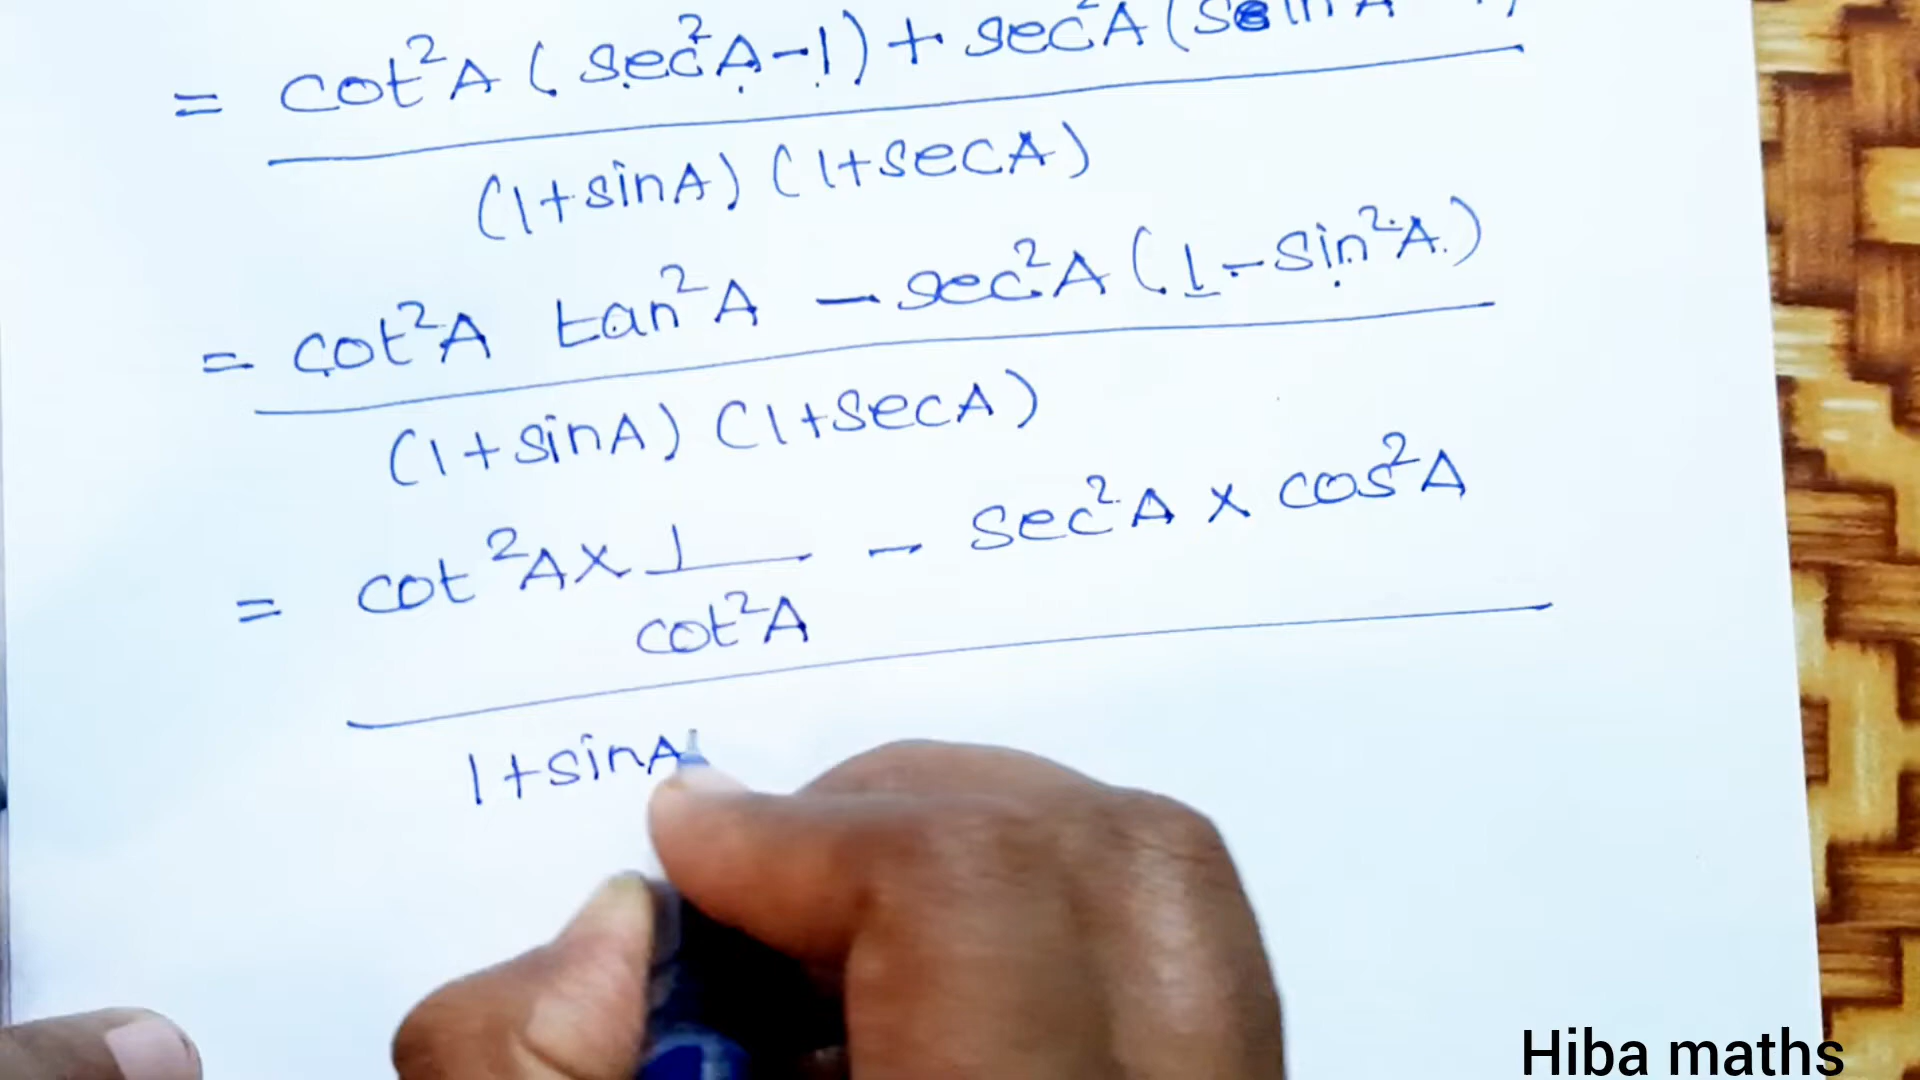 = cot²A ( sec²A-1) + sec²A (
(1+sinA) (1+secA)
= cot²A tan²A - sec²A (1-sin²A)
(1+sinA) (1+secA)
= cot²A × 1 - sec²A × cos²A
cot²A
1+sinA
Hiba maths